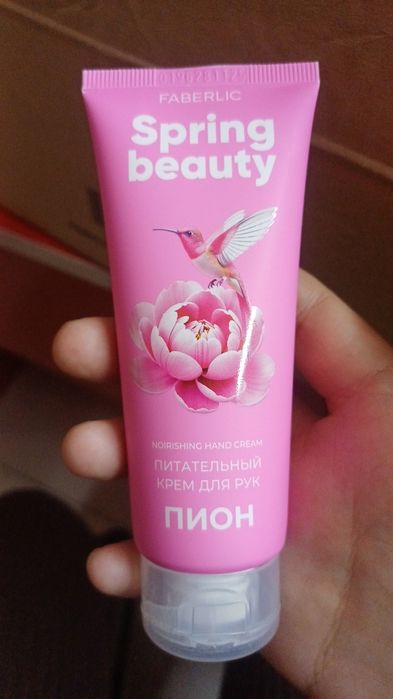 FABERLIC
Spring
beauty
NOIRISHING HAND CREAM
ПИТАТЕЛЬНЫЙ
КРЕМ ДЛЯ РУК
ПИОН